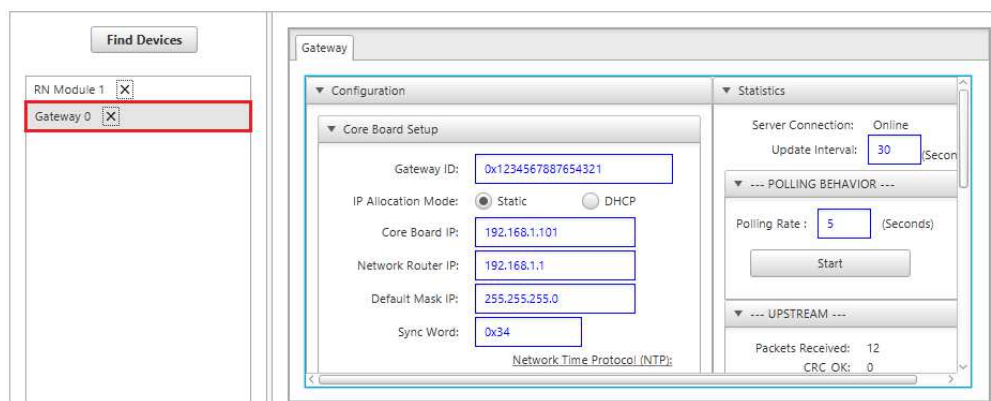 Find Devices
RN Module 1
Gateway 0
Gateway
Configuration
Core Board Setup
Gateway ID: 0x1234567887654321
IP Allocation Mode: Static DHCP
Core Board IP: 192.168.1.101
Network Router IP: 192.168.1.1
Default Mask IP: 255.255.255.0
Sync Word: 0x34
Network Time Protocol (NTP):
Statistics
Server Connection: Online
Update Interval: 30 (Secon
--- POLLING BEHAVIOR ---
Polling Rate : 5 (Seconds)
Start
--- UPSTREAM ---
Packets Received: 12
CRC OK: 0